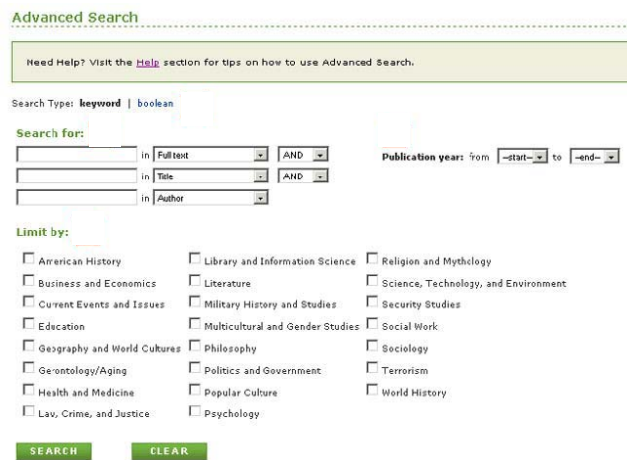 Advanced Search
Need Help? Visit the Help section for tips on how to use Advanced Search.
Search Type: keyword | boolean
Search for:
in Full text AND Publication year: from --start-- to --end--
in Title AND
in Author
Limit by:
American History Library and Information Science Religion and Mythology
Business and Economics Literature Science, Technology, and Environment
Current Events and Issues Military History and Studies Security Studies
Education Multicultural and Gender Studies Social Work
Geography and World Cultures Philosophy Sociology
Gerontology/Aging Politics and Government Terrorism
Health and Medicine Popular Culture World History
Law, Crime, and Justice Psychology
SEARCH CLEAR